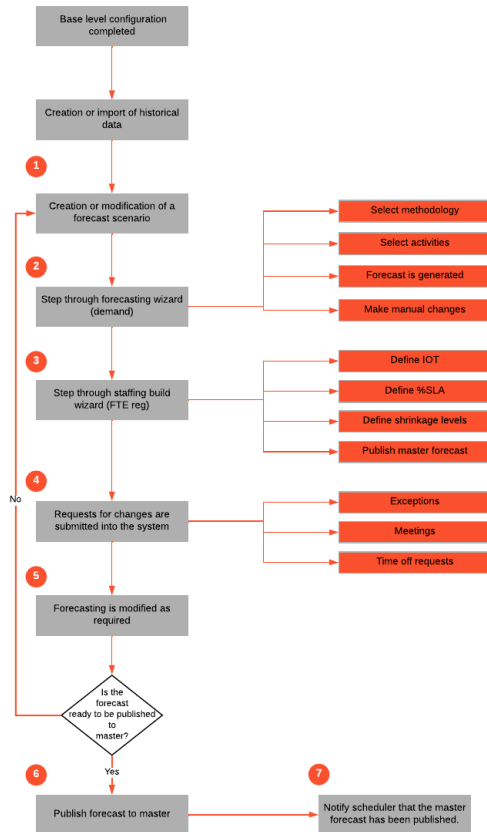 Base level configuration
completed
Creation or import of historical
data
1
Creation or modification of a
forecast scenario
Select methodology
Select activities
Forecast is generated
Make manual changes
2
Step through forecasting wizard
(demand)
3
Step through staffing build
wizard (FTE reg)
Define IOT
Define %SLA
Define shrinkage levels
Publish master forecast
4
No
Requests for changes are
submitted into the system
Exceptions
Meetings
Time off requests
5
Forecasting is modified as
required
Is the
forecast
ready to be published
to
master?
Yes
6
Publish forecast to master
7
Notify scheduler that the master
forecast has been published.